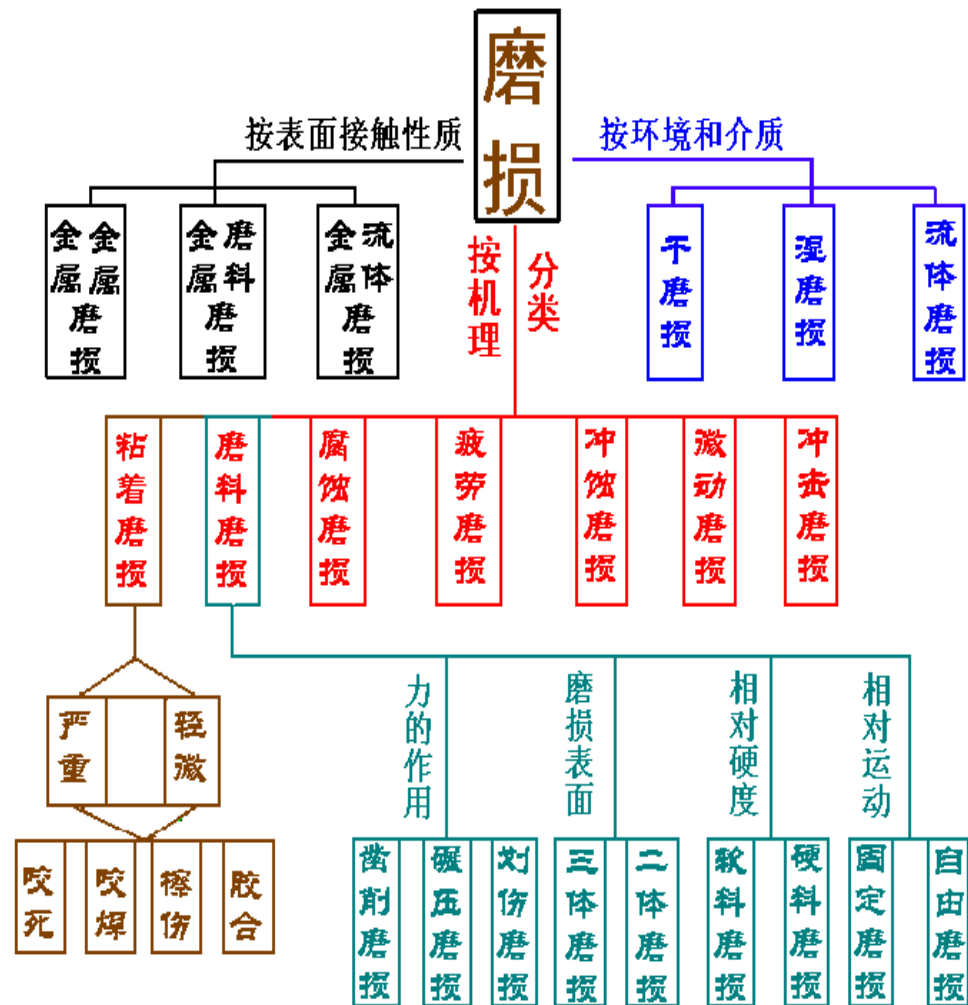 磨损
按表面接触性质
按环境和介质
金属金属磨损
金属磨料磨损
金属流体磨损
按机理
分类
干磨损
湿磨损
流体磨损
粘着磨损
磨料磨损
腐蚀磨损
疲劳磨损
冲蚀磨损
微动磨损
冲击磨损
严重
轻微
力的作用
磨损表面
相对硬度
相对运动
咬死
咬焊
擦伤
胶合
凿削磨损
碾压磨损
划伤磨损
三体磨损
二体磨损
软料磨损
硬料磨损
固定磨损
自由磨损